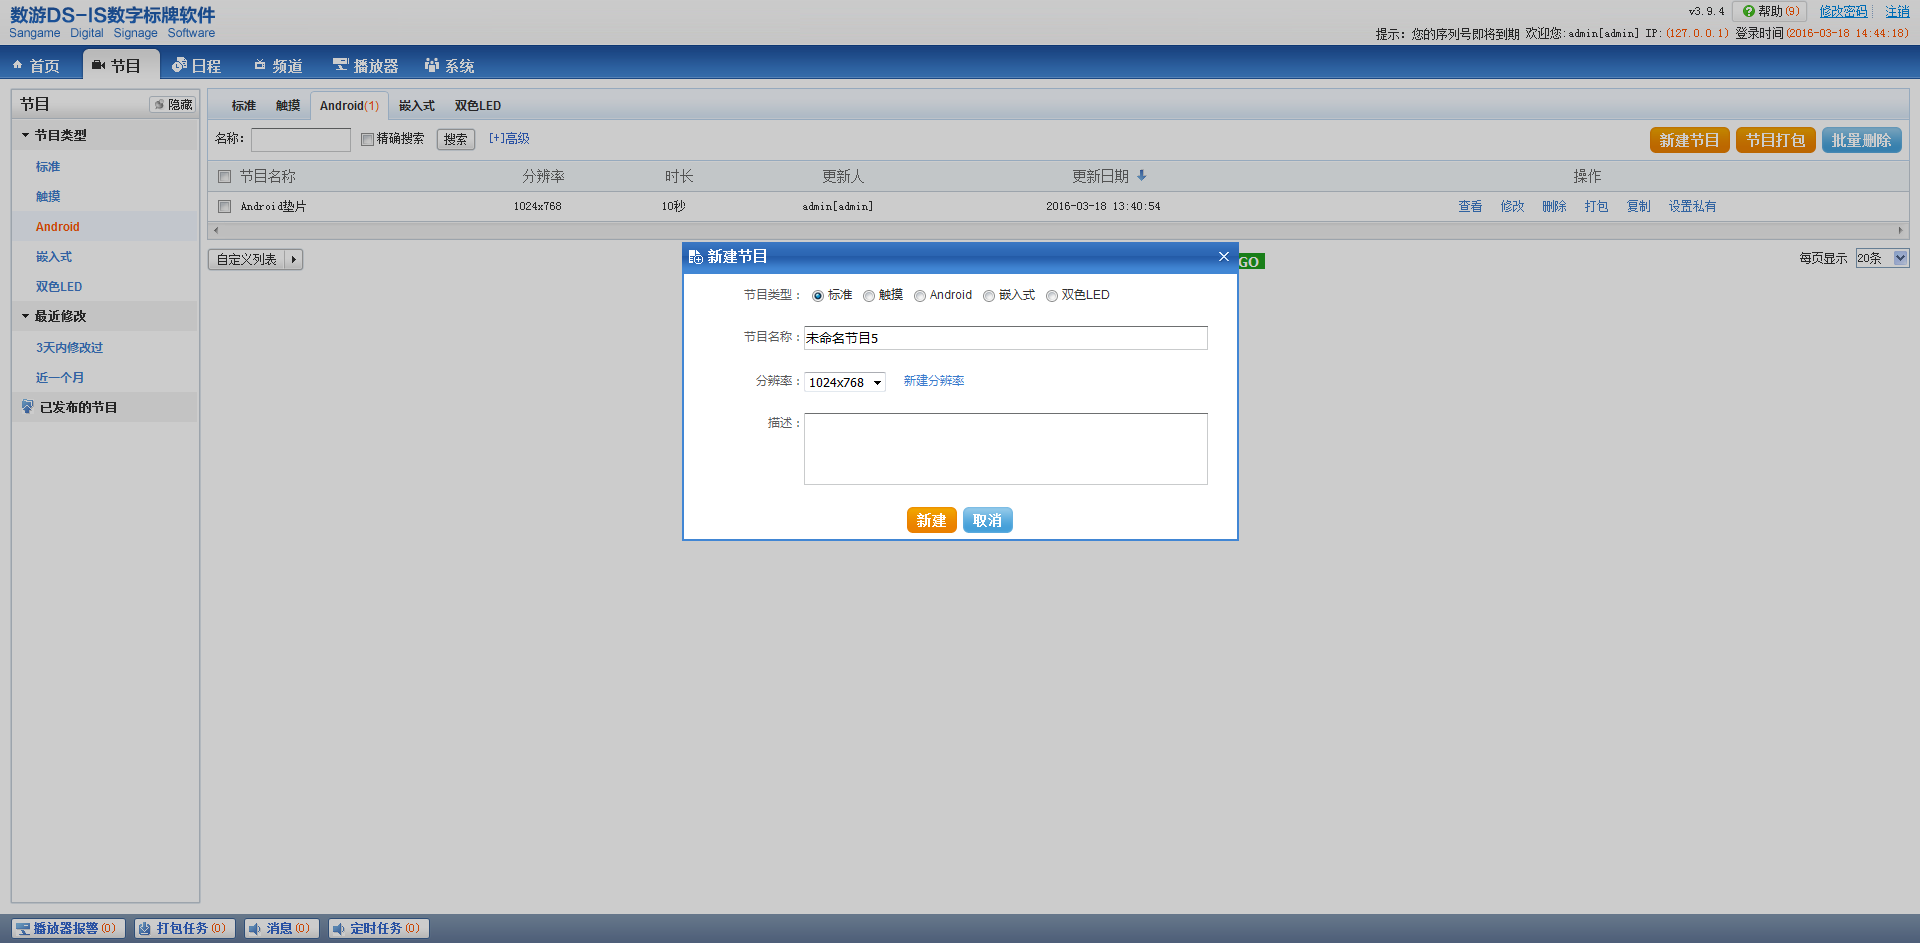 数游DS-IS数字标牌软件
Sangame Digital Signage Software
v3.9.4 帮助(9) 修改密码 注销
提示：您的序列号即将到期 欢迎您:admin[admin] IP:(127.0.0.1) 登录时间(2016-03-18 14:44:18)
首页 节目 日程 频道 播放器 系统
节目 隐藏
节目类型
标准
触摸
Android
嵌入式
双色LED
最近修改
3天内修改过
近一个月
已发布的节目
标准 触摸 Android(1) 嵌入式 双色LED
名称： 精确搜索 搜索 [+]高级 新建节目 节目打包 批量删除
节目名称 分辨率 时长 更新人 更新日期 操作
Android垫片 1024x768 10秒 admin[admin] 2016-03-18 13:40:54 查看 修改 删除 打包 复制 设置私有
自定义列表 GO 每页显示 20条
新建节目
节目类型： 标准 触摸 Android 嵌入式 双色LED
节目名称： 未命名节目5
分辨率： 1024x768 新建分辨率
描述：
新建 取消
播放器报警(0) 打包任务(0) 消息(0) 定时任务(0)